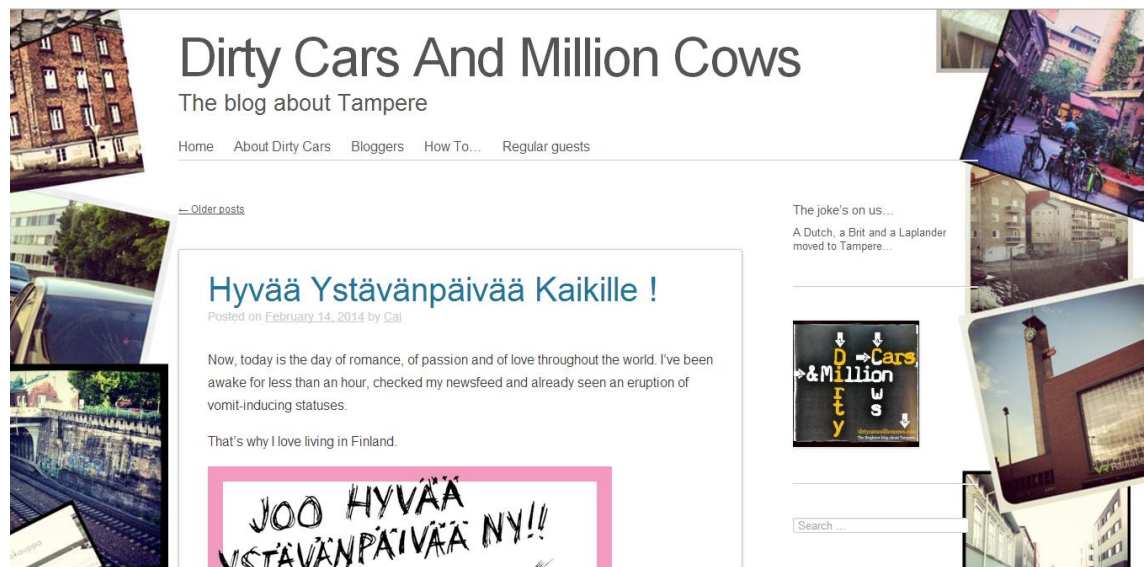 Dirty Cars And Million Cows
The blog about Tampere
Home About Dirty Cars Bloggers How To... Regular guests
← Older posts
Hyvää Ystävänpäivää Kaikille !
Posted on February 14, 2014 by Cai
Now, today is the day of romance, of passion and of love throughout the world. I've been
awake for less than an hour, checked my newsfeed and already seen an eruption of
vomit-inducing statuses.
That's why I love living in Finland.
JOO HYVÄÄ
YSTÄVÄNPÄIVÄÄ NY!!
The joke's on us...
A Dutch, a Brit and a Laplander
moved to Tampere...
Dirty Cars,
&Million
Cows
Search ...